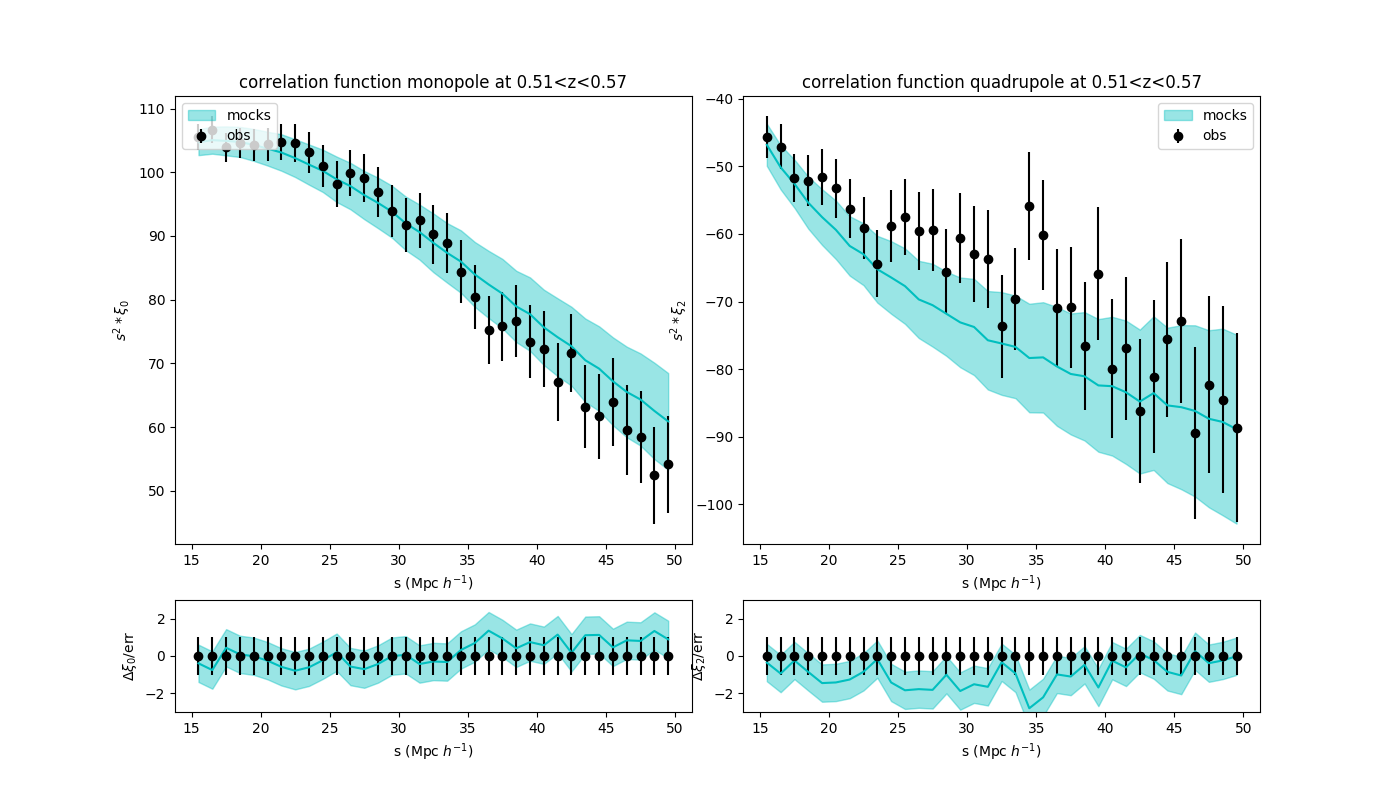 correlation function monopole at 0.51<z<0.57
110
100
90
80
70
60
50
s² * ξ₀
mocks
obs
15 20 25 30 35 40 45 50
s (Mpc h⁻¹)
correlation function quadrupole at 0.51<z<0.57
−40
−50
−60
−70
−80
−90
−100
s² * ξ₂
mocks
obs
15 20 25 30 35 40 45 50
s (Mpc h⁻¹)
2
0
−2
Δξ₀/err
15 20 25 30 35 40 45 50
s (Mpc h⁻¹)
2
0
−2
Δξ₂/err
15 20 25 30 35 40 45 50
s (Mpc h⁻¹)